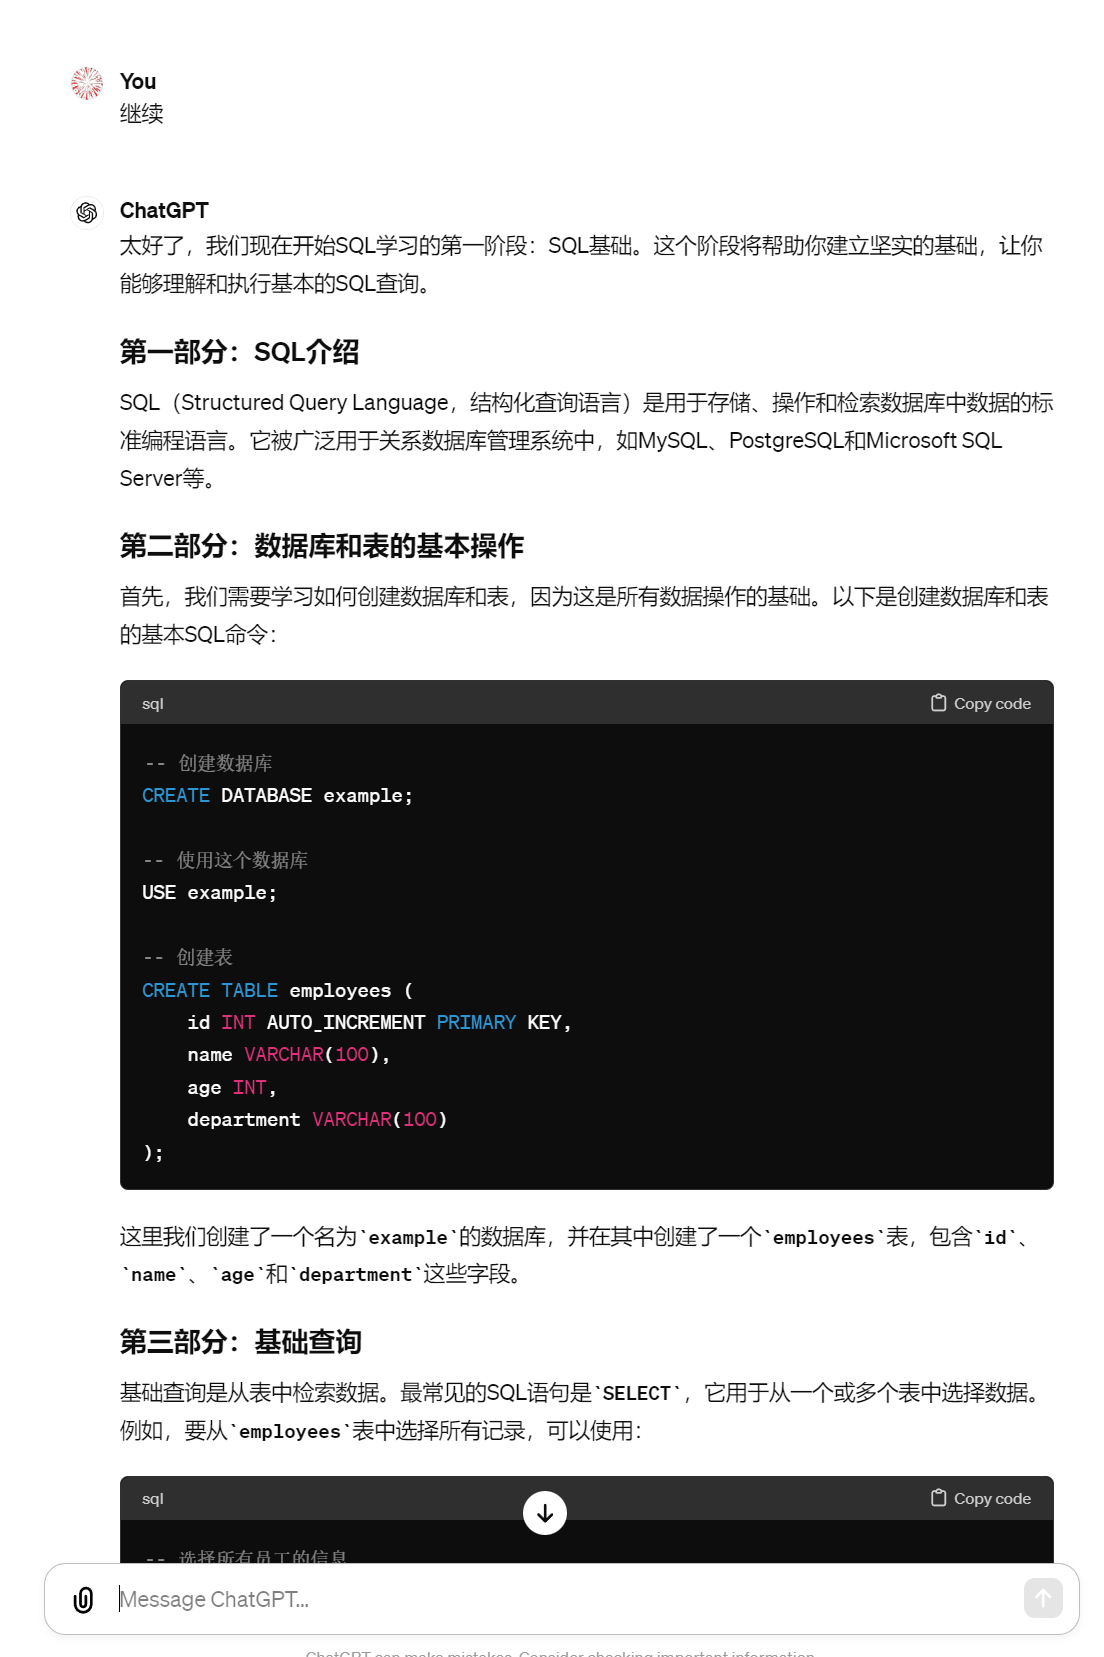 You
继续
ChatGPT
太好了，我们现在开始SQL学习的第一阶段：SQL基础。这个阶段将帮助你建立坚实的基础，让你
能够理解和执行基本的SQL查询。
第一部分：SQL介绍
SQL（Structured Query Language，结构化查询语言）是用于存储、操作和检索数据库中数据的标
准编程语言。它被广泛用于关系数据库管理系统中，如MySQL、PostgreSQL和Microsoft SQL
Server等。
第二部分：数据库和表的基本操作
首先，我们需要学习如何创建数据库和表，因为这是所有数据操作的基础。以下是创建数据库和表
的基本SQL命令：
sql Copy code
-- 创建数据库
CREATE DATABASE example;
-- 使用这个数据库
USE example;
-- 创建表
CREATE TABLE employees (
    id INT AUTO_INCREMENT PRIMARY KEY,
    name VARCHAR(100),
    age INT,
    department VARCHAR(100)
);
这里我们创建了一个名为`example`的数据库，并在其中创建了一个`employees`表，包含`id`、
`name`、`age`和`department`这些字段。
第三部分：基础查询
基础查询是从表中检索数据。最常见的SQL语句是`SELECT`，它用于从一个或多个表中选择数据。
例如，要从`employees`表中选择所有记录，可以使用：
sql Copy code
-- 选择所有员工的信息
Message ChatGPT...
ChatGPT can make mistakes. Consider checking important information.